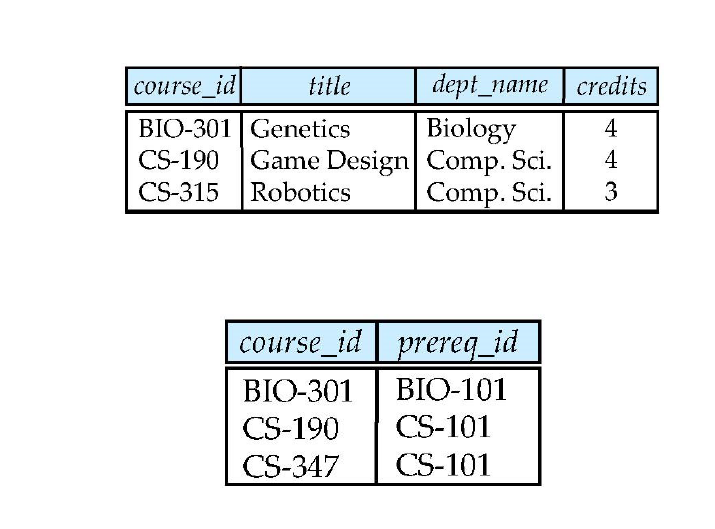 course_id title dept_name credits
BIO-301 Genetics Biology 4
CS-190 Game Design Comp. Sci. 4
CS-315 Robotics Comp. Sci. 3
course_id prereq_id
BIO-301 BIO-101
CS-190 CS-101
CS-347 CS-101